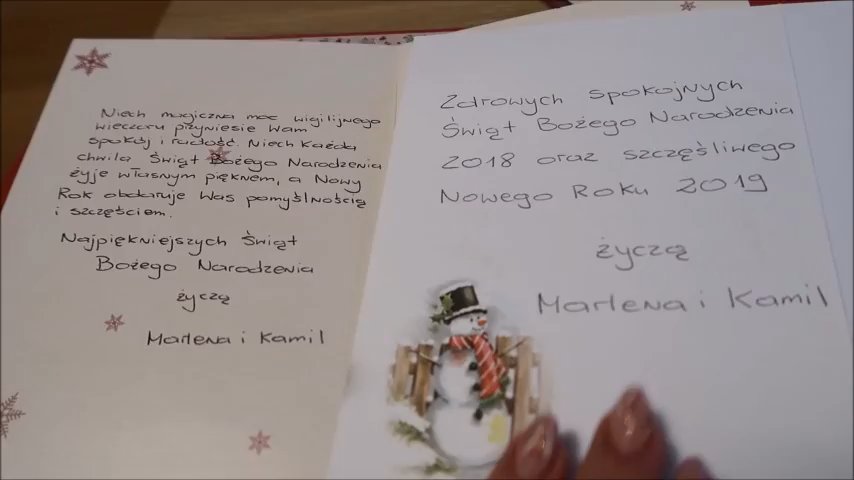 Niech magiczna moc wigilijnego
wieczoru przyniesie Wam
spokój i radość. Niech każda
chwila Świąt Bożego Narodzenia
żyje własnym pięknem, a Nowy
Rok obdaruje Was pomyślnością
i szczęściem.
Najpiękniejszych Świąt
Bożego Narodzenia
życzą
Marlena i Kamil
Zdrowych spokojnych
Świąt Bożego Narodzenia
2018 oraz szczęśliwego
Nowego Roku 2019
życzą
Marlena i Kamil